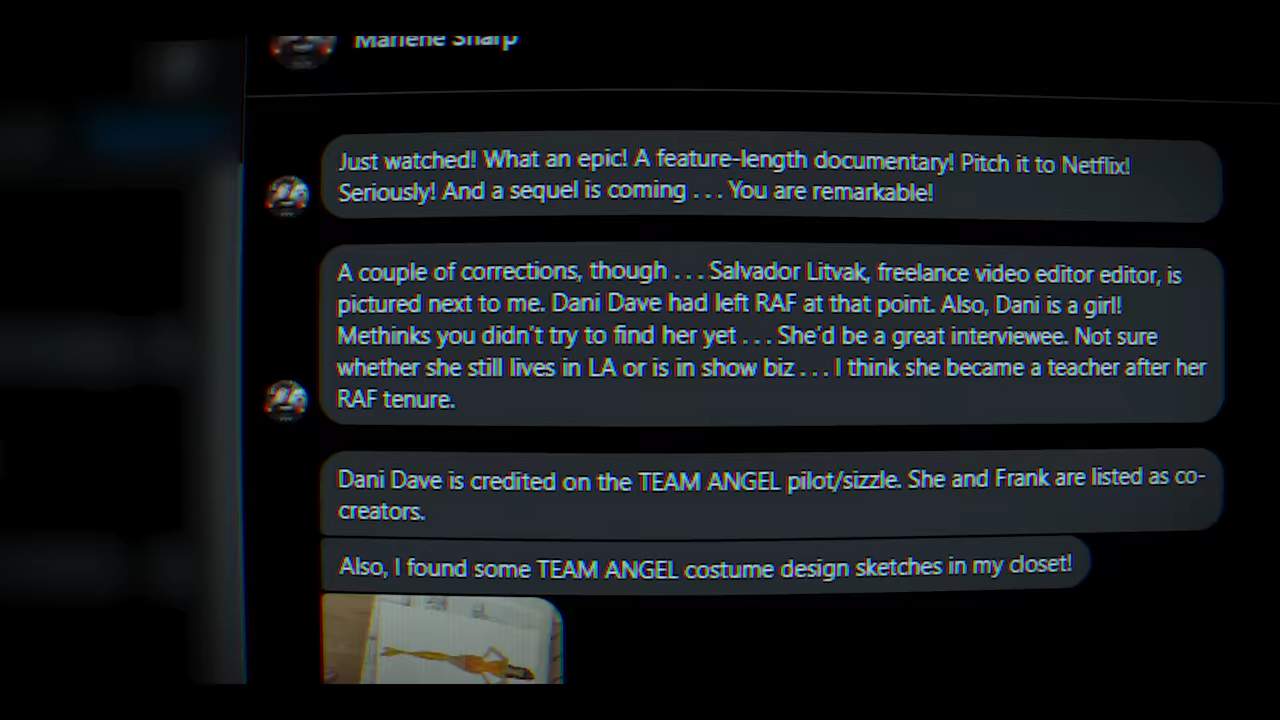 Marlene Sharp
Just watched! What an epic! A feature-length documentary! Pitch it to Netflix!
Seriously! And a sequel is coming . . . You are remarkable!
A couple of corrections, though . . . Salvador Litvak, freelance video editor editor, is
pictured next to me. Dani Dave had left RAF at that point. Also, Dani is a girl!
Methinks you didn't try to find her yet . . . She'd be a great interviewee. Not sure
whether she still lives in LA or is in show biz . . . I think she became a teacher after her
RAF tenure.
Dani Dave is credited on the TEAM ANGEL pilot/sizzle. She and Frank are listed as co-
creators.
Also, I found some TEAM ANGEL costume design sketches in my closet!